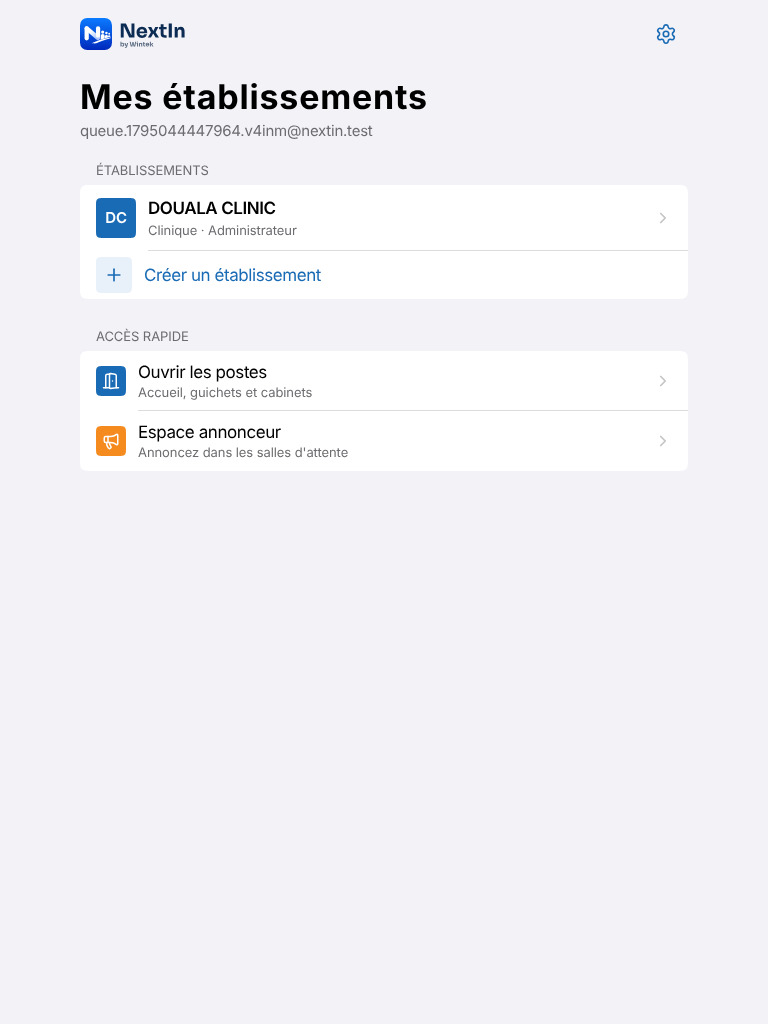 NextIn
by Wintek
Mes établissements
queue.1795044447964.v4inm@nextin.test
ÉTABLISSEMENTS
DC
DOUALA CLINIC
Clinique · Administrateur
Créer un établissement
ACCÈS RAPIDE
Ouvrir les postes
Accueil, guichets et cabinets
Espace annonceur
Annoncez dans les salles d'attente